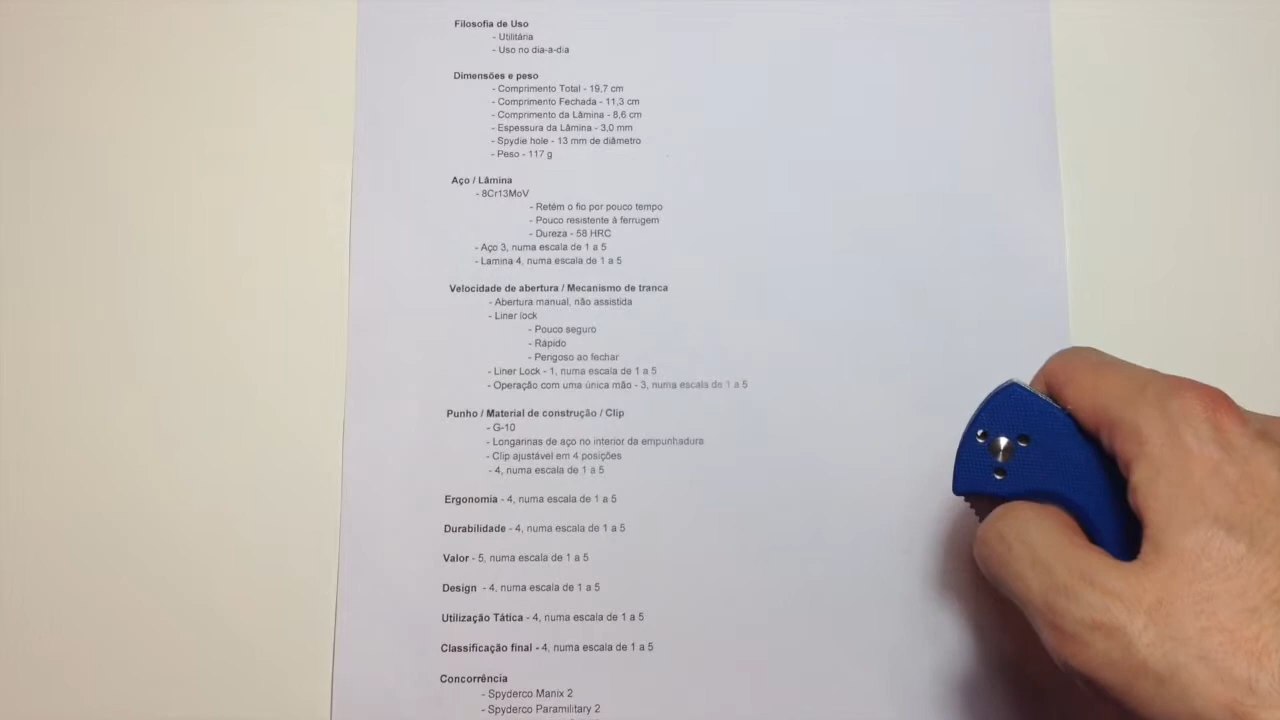 Filosofia de Uso
- Utilitária
- Uso no dia-a-dia
Dimensões e peso
- Comprimento Total - 19,7 cm
- Comprimento Fechada - 11,3 cm
- Comprimento da Lâmina - 8,6 cm
- Espessura da Lâmina - 3,0 mm
- Spydie hole - 13 mm de diâmetro
- Peso - 117 g
Aço / Lâmina
- 8Cr13MoV
- Retém o fio por pouco tempo
- Pouco resistente à ferrugem
- Dureza - 58 HRC
- Aço 3, numa escala de 1 a 5
- Lamina 4, numa escala de 1 a 5
Velocidade de abertura / Mecanismo de tranca
- Abertura manual, não assistida
- Liner lock
- Pouco seguro
- Rápido
- Perigoso ao fechar
- Liner Lock - 1, numa escala de 1 a 5
- Operação com uma única mão - 3, numa escala de 1 a 5
Punho / Material de construção / Clip
- G-10
- Longarinas de aço no interior da empunhadura
- Clip ajustável em 4 posições
- 4, numa escala de 1 a 5
Ergonomia - 4, numa escala de 1 a 5
Durabilidade - 4, numa escala de 1 a 5
Valor - 5, numa escala de 1 a 5
Design - 4, numa escala de 1 a 5
Utilização Tática - 4, numa escala de 1 a 5
Classificação final - 4, numa escala de 1 a 5
Concorrência
- Spyderco Manix 2
- Spyderco Paramilitary 2